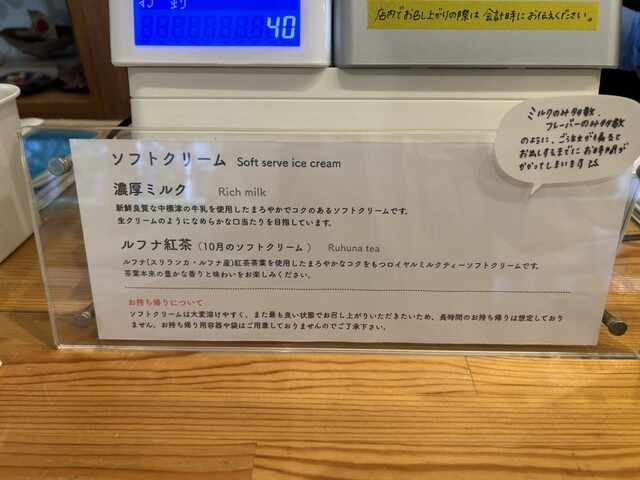 お釣り
40
店内でお召し上がりの際は会計時にお伝えください。
ミルクのみ多数、
フレーバーのみ多数
のように、ご注文が偏ると
お出しするまでにお時間が
かかってしまいます
ソフトクリーム Soft serve ice cream
濃厚ミルク Rich milk
新鮮良質な中標津の牛乳を使用したまろやかでコクのあるソフトクリームです。
生クリームのようになめらかな口当たりを目指しています。
ルフナ紅茶（10月のソフトクリーム） Ruhuna tea
ルフナ(スリランカ・ルフナ産)紅茶茶葉を使用したまろやかなコクをもつロイヤルミルクティーソフトクリームです。
茶葉本来の豊かな香りと味わいをお楽しみください。
お持ち帰りについて
ソフトクリームは大変溶けやすく、また最も良い状態でお召し上がりいただきたいため、長時間のお持ち帰りは想定しており
ません。お持ち帰り用容器や袋はご用意しておりませんのでご了承下さい。